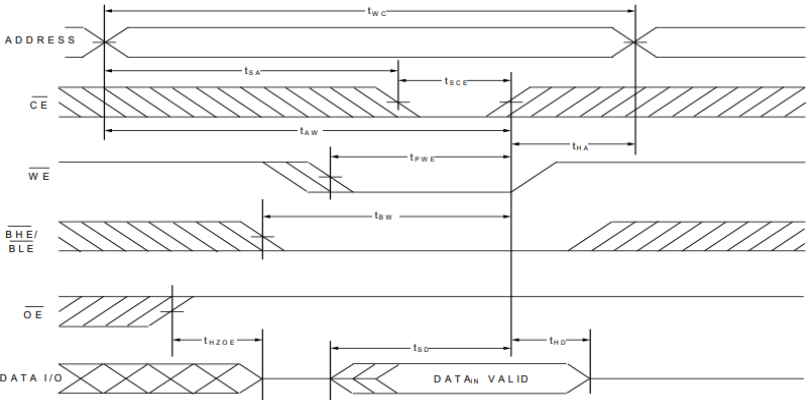 tWC
ADDRESS
tSA
tSCE
CE
tAW
tHA
tPWE
WE
tBW
BHE/
BLE
OE
tHZOE
tSD
tHD
DATA I/O
DATAIN VALID